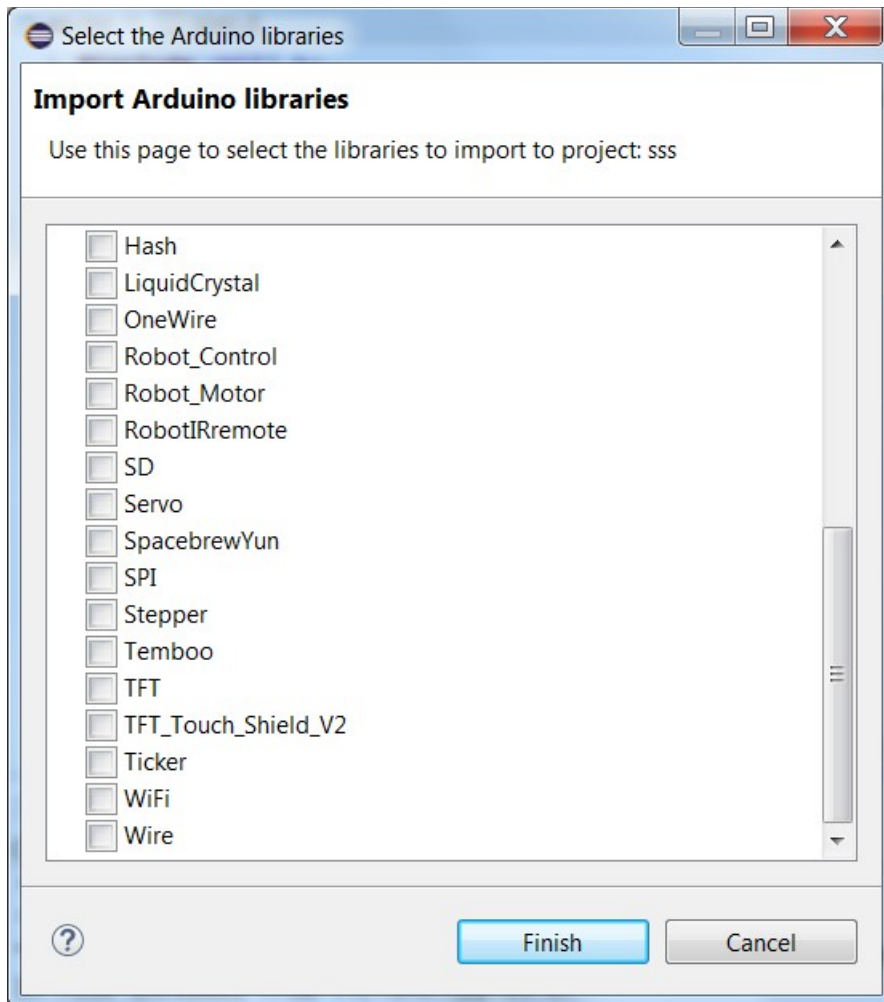 Select the Arduino libraries
Import Arduino libraries
Use this page to select the libraries to import to project: sss
Hash
LiquidCrystal
OneWire
Robot_Control
Robot_Motor
RobotIRremote
SD
Servo
SpacebrewYun
SPI
Stepper
Temboo
TFT
TFT_Touch_Shield_V2
Ticker
WiFi
Wire
? Finish Cancel